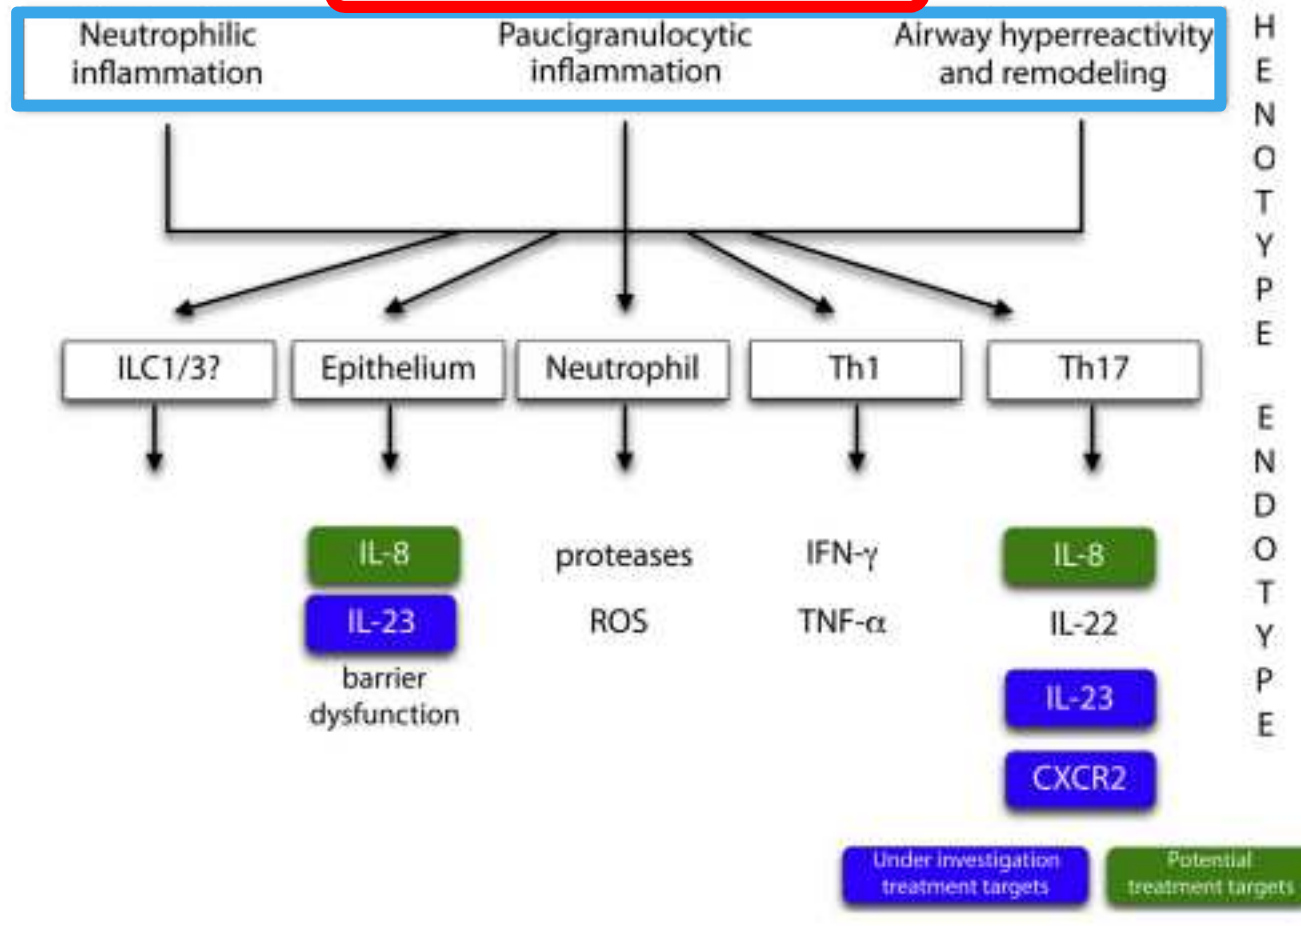 Neutrophilic
inflammation
Paucigranulocytic
inflammation
Airway hyperreactivity
and remodeling
H
E
N
O
T
Y
P
E
ILC1/3?
Epithelium
Neutrophil
Th1
Th17
E
N
D
O
T
Y
P
E
IL-8
IL-23
barrier
dysfunction
proteases
ROS
IFN-γ
TNF-α
IL-8
IL-22
IL-23
CXCR2
Under investigation
treatment targets
Potential
treatment targets